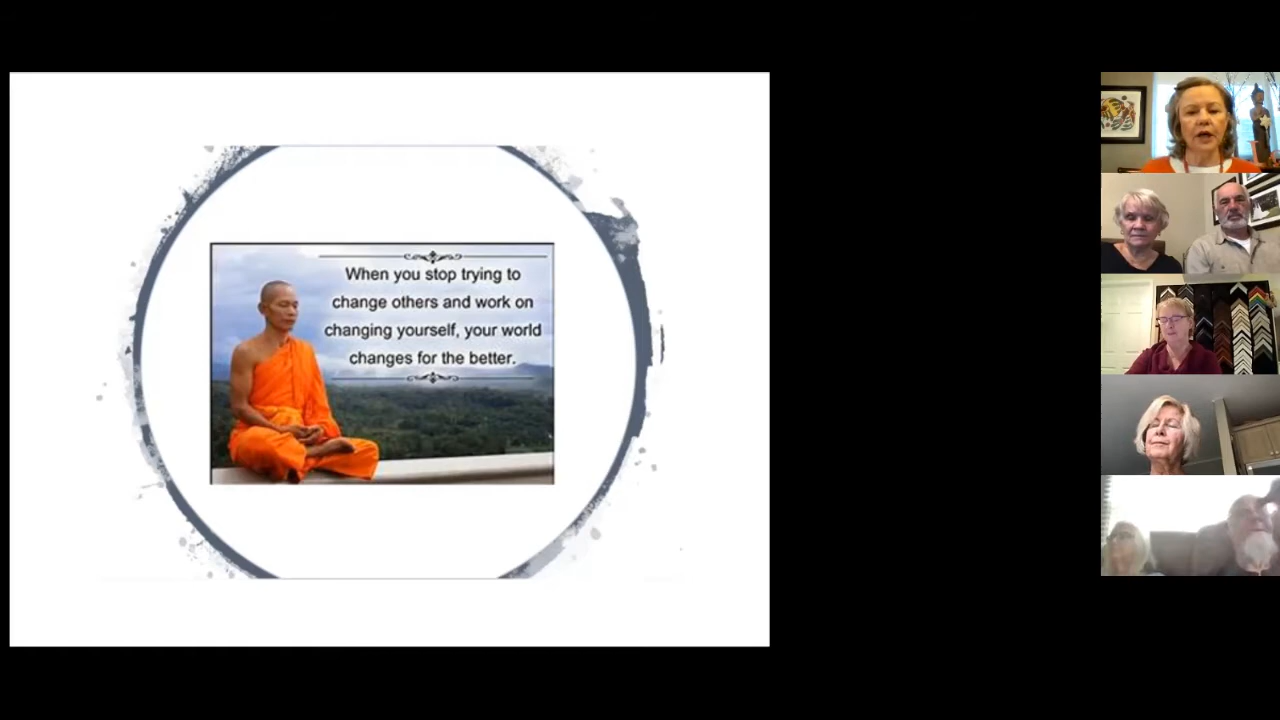 When you stop trying to
change others and work on
changing yourself, your world
changes for the better.